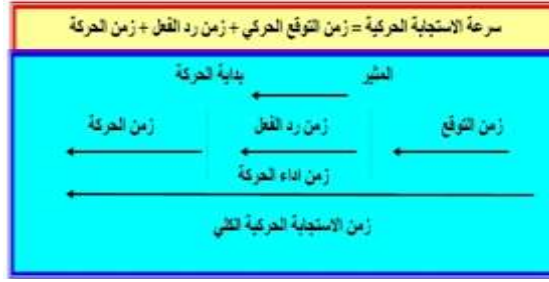 سرعة الاستجابة الحركية = زمن التوقع الحركي + زمن رد الفعل + زمن الحركة
المثير بداية الحركة
زمن التوقع زمن رد الفعل زمن الحركة
زمن اداء الحركة
زمن الاستجابة الحركية الكلي